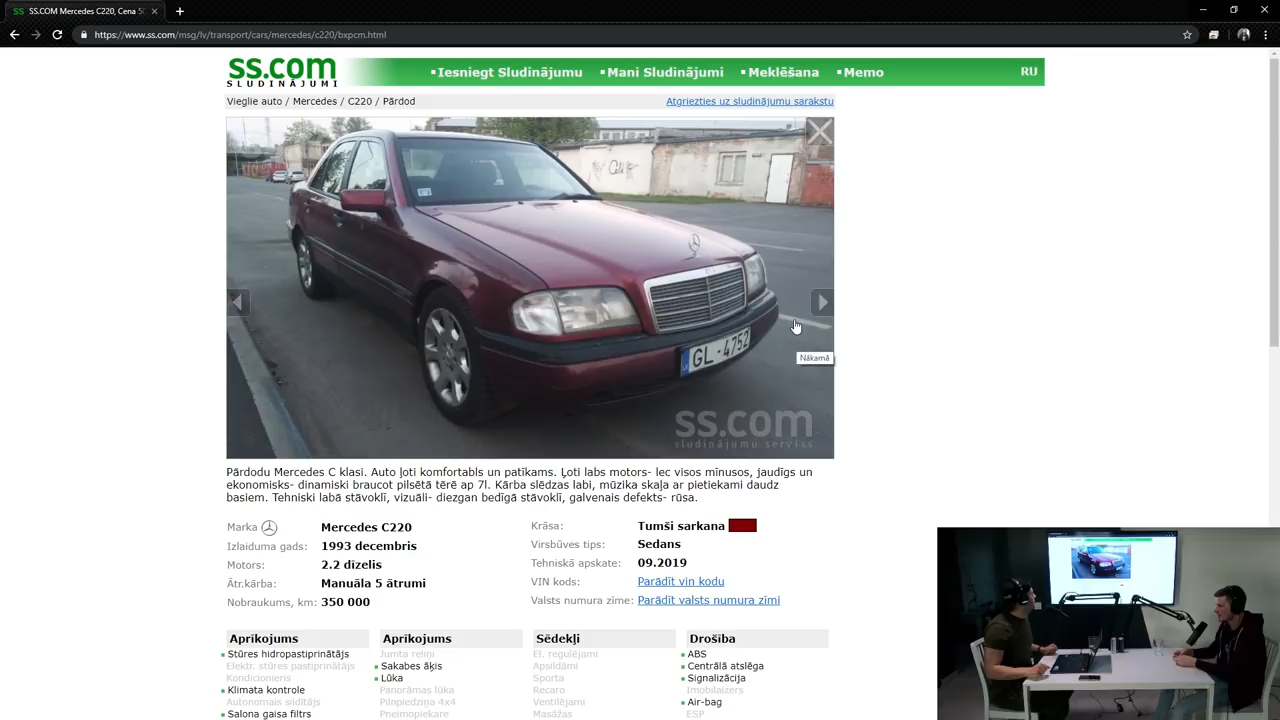 SS.COM Mercedes C220, Cena 50
https://www.ss.com/msg/lv/transport/cars/mercedes/c220/bxpcm.html
ss.com
SLUDINĀJUMI
Iesniegt Sludinājumu
Mani Sludinājumi
Meklēšana
Memo
RU
Vieglie auto / Mercedes / C220 / Pārdod
Atgriezties uz sludinājumu sarakstu
GL-4752
Nākamā
ss.com
sludinājumu serviss
Pārdodu Mercedes C klasi. Auto ļoti komfortabls un patīkams. Ļoti labs motors- lec visos mīnusos, jaudīgs un
ekonomisks- dinamiski braucot pilsētā tērē ap 7l. Kārba slēdzas labi, mūzika skaļa ar pietiekami daudz
basiem. Tehniski labā stāvoklī, vizuāli- diezgan bedīgā stāvoklī, galvenais defekts- rūsa.
Marka Mercedes C220
Izlaiduma gads: 1993 decembris
Motors: 2.2 dīzelis
Ātr.kārba: Manuāla 5 ātrumi
Nobraukums, km: 350 000
Krāsa: Tumši sarkana
Virsbūves tips: Sedans
Tehniskā apskate: 09.2019
VIN kods: Parādīt vin kodu
Valsts numura zīme: Parādīt valsts numura zīmi
Aprīkojums
Stūres hidropastiprinātājs
Elektr. stūres pastiprinātājs
Kondicionieris
Klimata kontrole
Autonomais sildītājs
Salona gaisa filtrs
Aprīkojums
Jumta reliņi
Sakabes āķis
Lūka
Panorāmas lūka
Pilnpiedziņa 4x4
Pneimopiekare
Sēdekļi
El. regulējami
Apsildāmi
Sporta
Recaro
Ventilējami
Masāžas
Drošība
ABS
Centrālā atslēga
Signalizācija
Imobilaizers
Air-bag
ESP